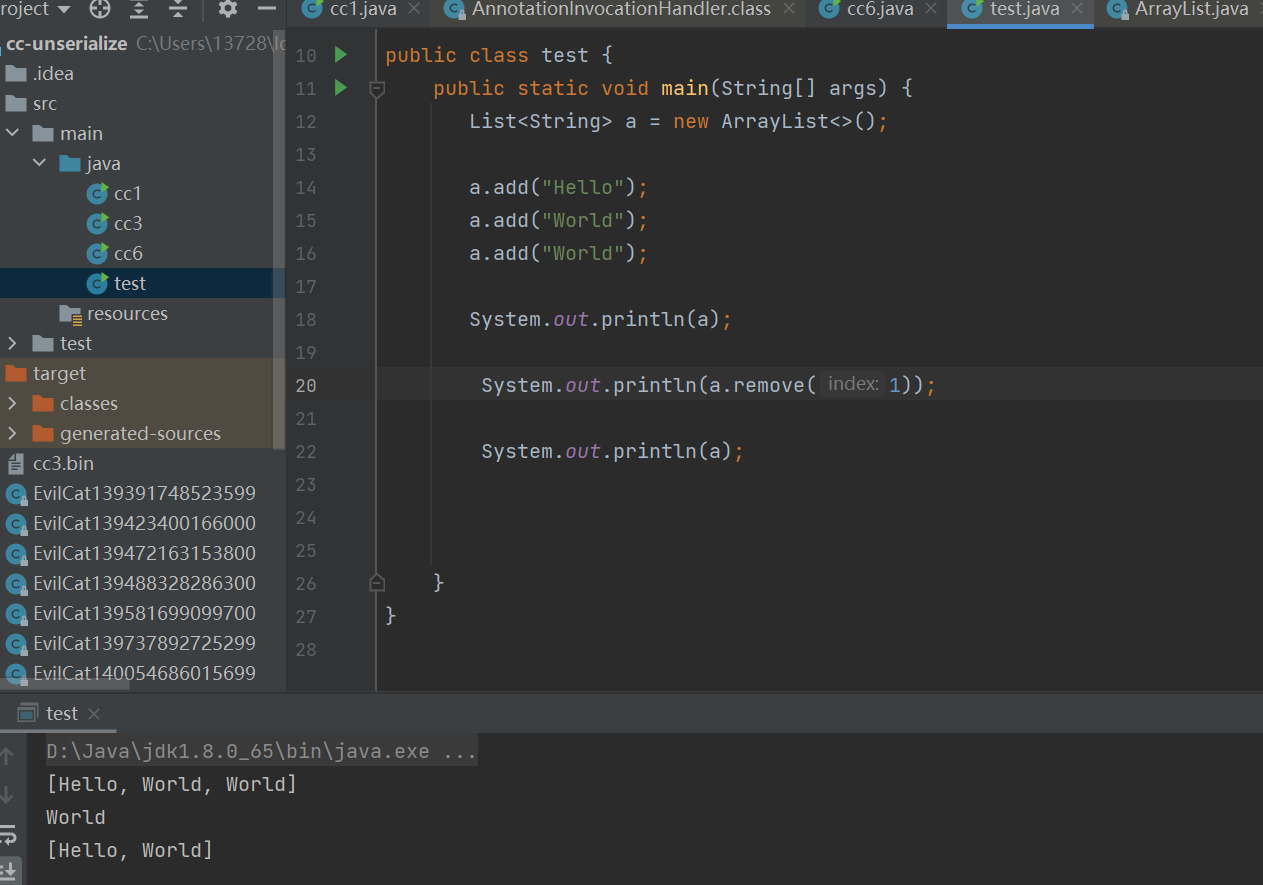 roject
cc1.java AnnotationInvocationHandler.class cc6.java test.java ArrayList.java
cc-unserialize C:\Users\13728\Id
.idea
src
main
java
cc1
cc3
cc6
test
resources
test
target
classes
generated-sources
cc3.bin
EvilCat139391748523599
EvilCat139423400166000
EvilCat139472163153800
EvilCat139488328286300
EvilCat139581699099700
EvilCat139737892725299
EvilCat140054686015699
10 public class test {
11 public static void main(String[] args) {
12 List<String> a = new ArrayList<>();
13
14 a.add("Hello");
15 a.add("World");
16 a.add("World");
17
18 System.out.println(a);
19
20 System.out.println(a.remove( index: 1));
21
22 System.out.println(a);
23
24
25
26 }
27 }
28
test
D:\Java\jdk1.8.0_65\bin\java.exe ...
[Hello, World, World]
World
[Hello, World]